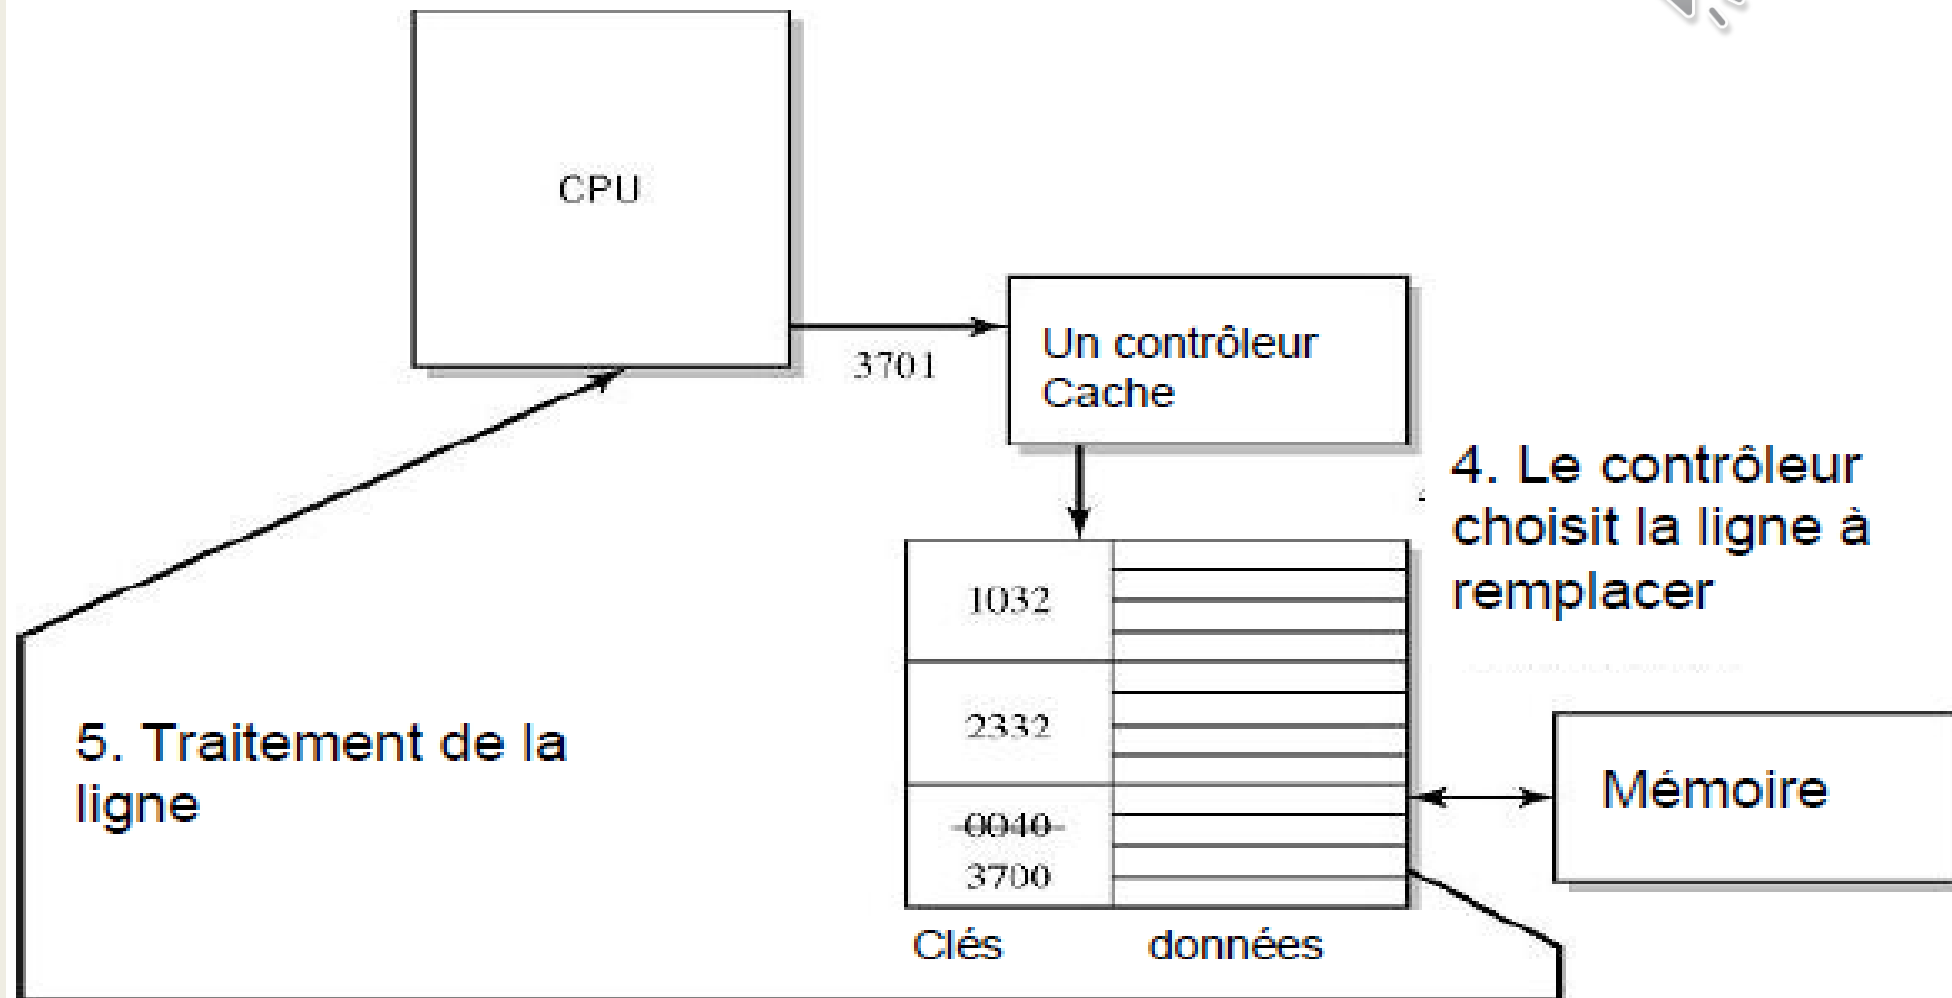 CPU
3701
Un contrôleur
Cache
4. Le contrôleur
choisit la ligne à
remplacer
1032
2332
0040
3700
Clés
données
Mémoire
5. Traitement de la
ligne